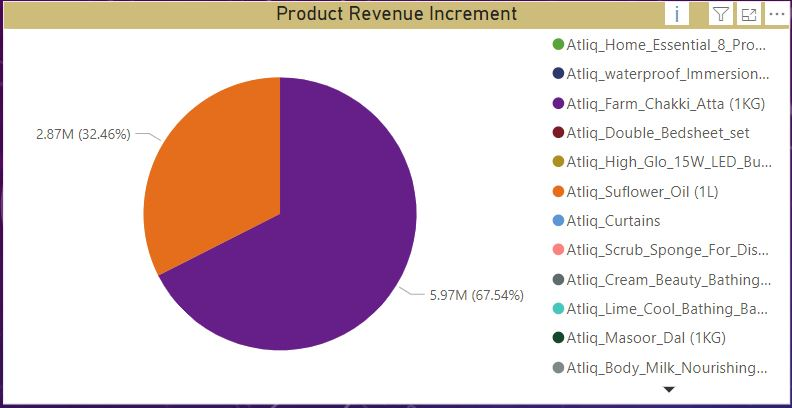 Product Revenue Increment
2.87M (32.46%)
5.97M (67.54%)
Atliq_Home_Essential_8_Pro...
Atliq_waterproof_Immersion...
Atliq_Farm_Chakki_Atta (1KG)
Atliq_Double_Bedsheet_set
Atliq_High_Glo_15W_LED_Bu...
Atliq_Suflower_Oil (1L)
Atliq_Curtains
Atliq_Scrub_Sponge_For_Dis...
Atliq_Cream_Beauty_Bathing...
Atliq_Lime_Cool_Bathing_Ba...
Atliq_Masoor_Dal (1KG)
Atliq_Body_Milk_Nourishing...